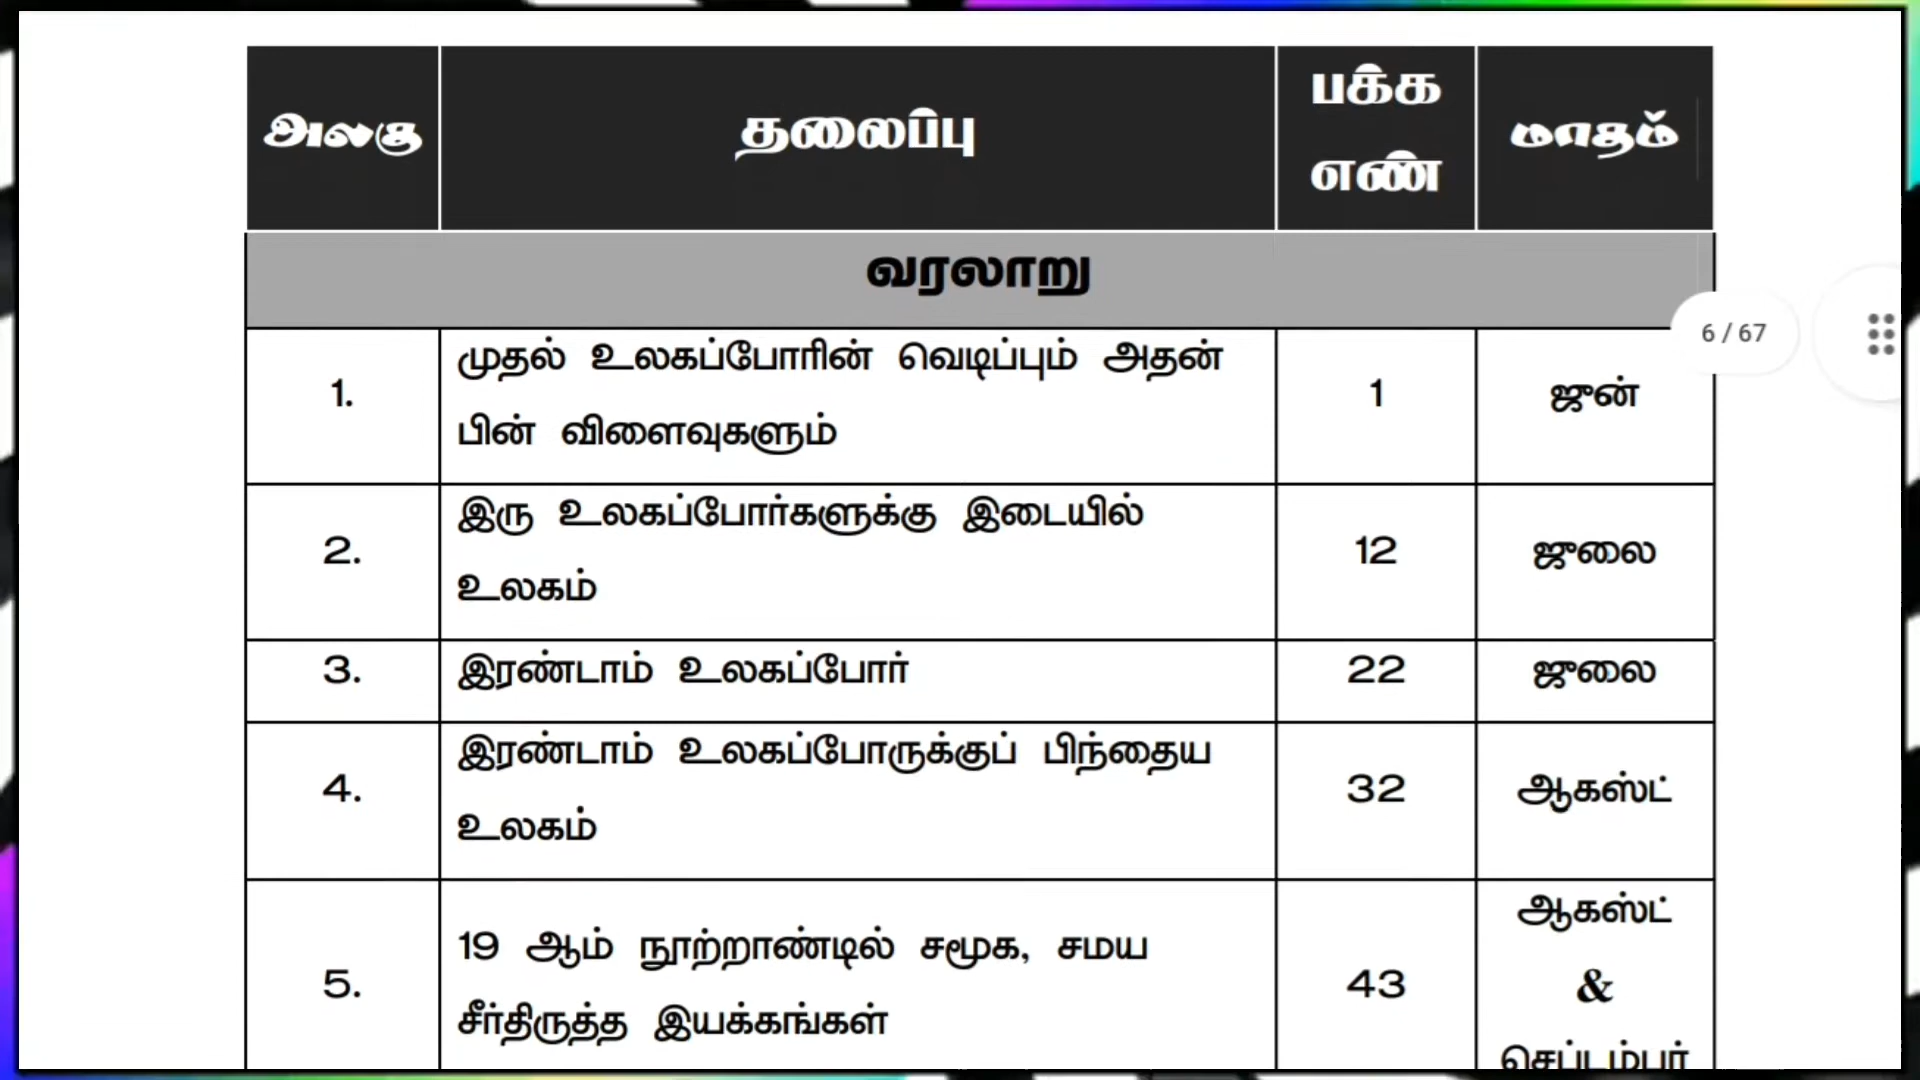 அலகு
தலைப்பு
பக்க
எண்
மாதம்
வரலாறு
1.
முதல் உலகப்போரின் வெடிப்பும் அதன்
பின் விளைவுகளும்
1
ஜுன்
2.
இரு உலகப்போர்களுக்கு இடையில்
உலகம்
12
ஜுலை
3.
இரண்டாம் உலகப்போர்
22
ஜுலை
4.
இரண்டாம் உலகப்போருக்குப் பிந்தைய
உலகம்
32
ஆகஸ்ட்
5.
19 ஆம் நூற்றாண்டில் சமூக, சமய
சீர்திருத்த இயக்கங்கள்
43
ஆகஸ்ட்
&
செப்டம்பர்
6 / 67